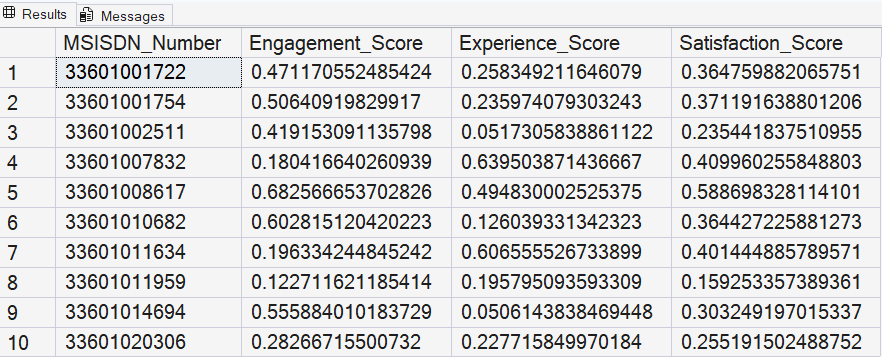 Results Messages
MSISDN_Number Engagement_Score Experience_Score Satisfaction_Score
1 33601001722 0.471170552485424 0.258349211646079 0.364759882065751
2 33601001754 0.50640919829917 0.235974079303243 0.371191638801206
3 33601002511 0.419153091135798 0.0517305838861122 0.235441837510955
4 33601007832 0.180416640260939 0.639503871436667 0.409960255848803
5 33601008617 0.682566653702826 0.494830002525375 0.588698328114101
6 33601010682 0.602815120420223 0.126039331342323 0.364427225881273
7 33601011634 0.196334244845242 0.606555526733899 0.401444885789571
8 33601011959 0.122711621185414 0.195795093593309 0.159253357389361
9 33601014694 0.555884010183729 0.0506143838469448 0.303249197015337
10 33601020306 0.28266715500732 0.227715849970184 0.255191502488752